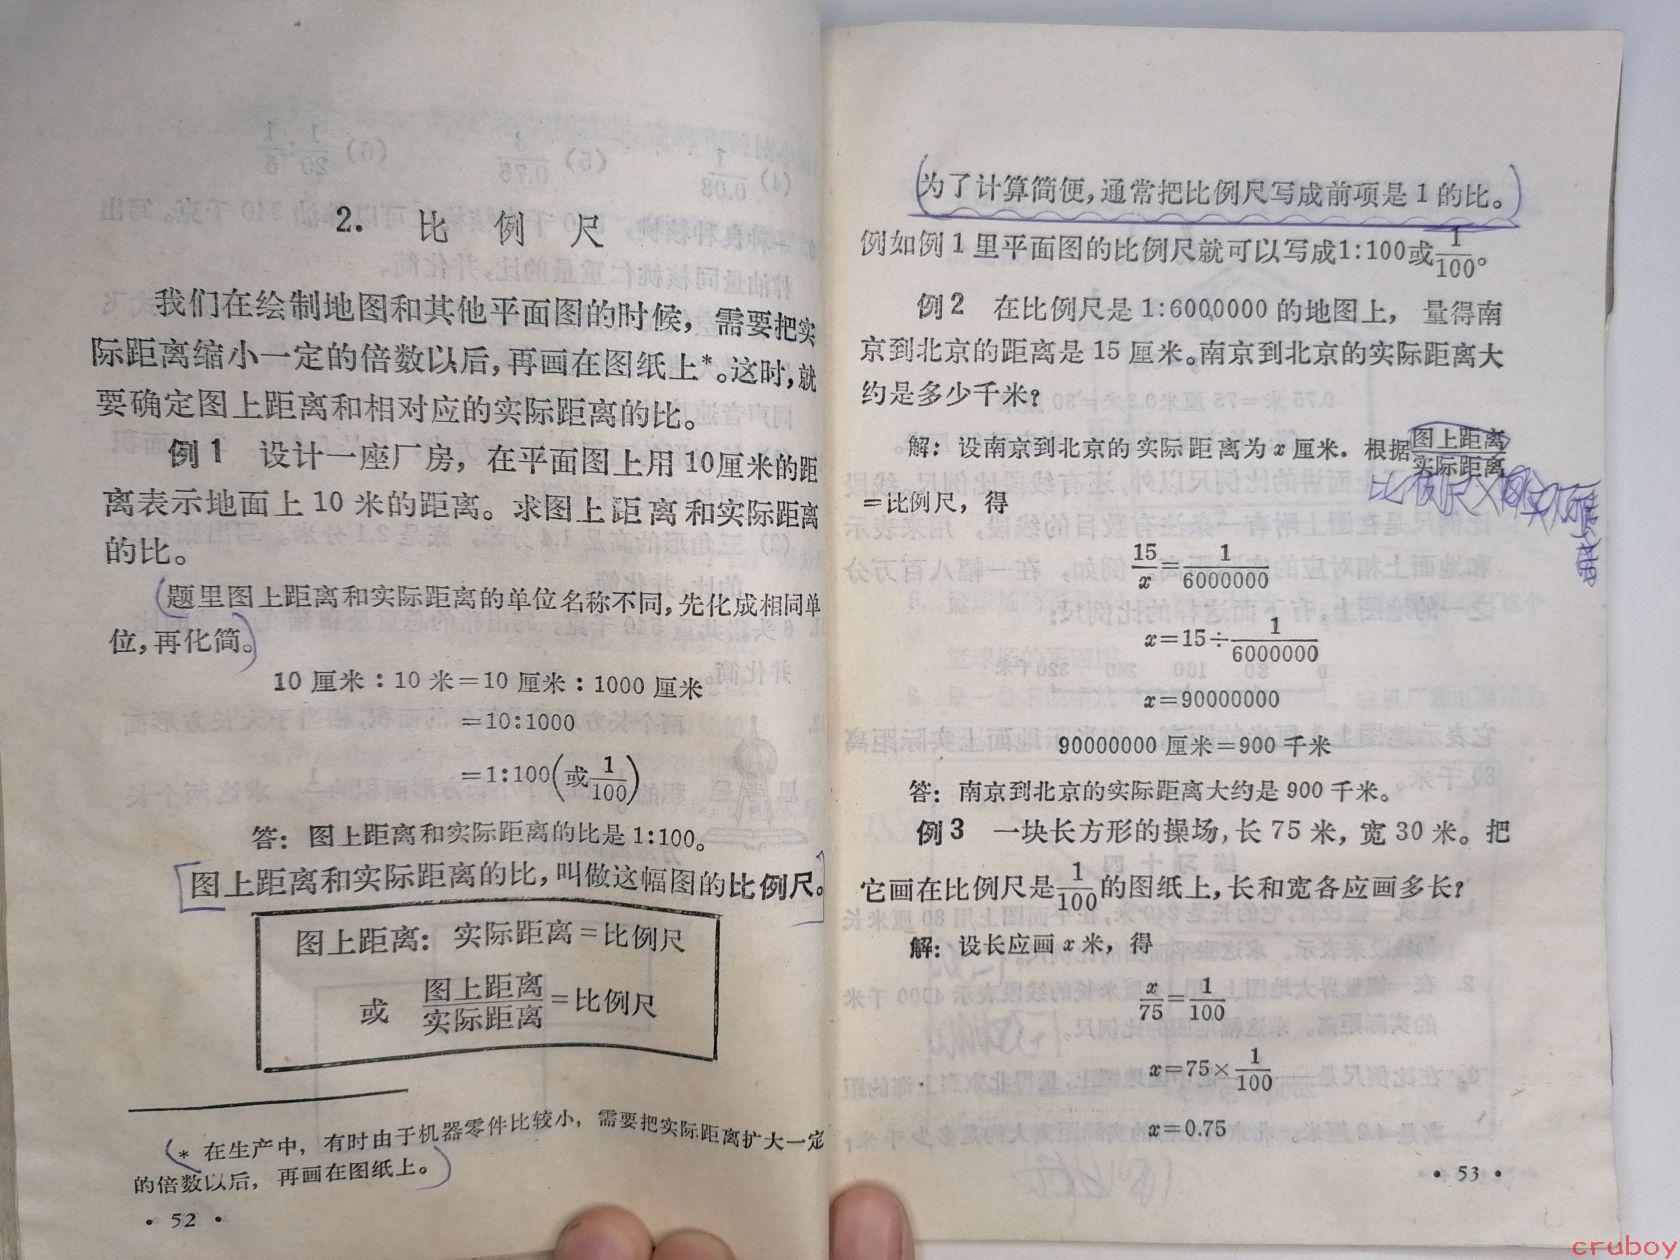 2. 比例尺
我们在绘制地图和其他平面图的时候，需要把实
际距离缩小一定的倍数以后，再画在图纸上*。这时，就
要确定图上距离和相对应的实际距离的比。
例1 设计一座厂房，在平面图上用10厘米的距
离表示地面上10米的距离。求图上距离和实际距离
的比。
题里图上距离和实际距离的单位名称不同，先化成相同单
位，再化简。
10厘米：10米=10厘米：1000厘米
=10:1000
=1:100(或1/100)
答：图上距离和实际距离的比是1:100。
图上距离和实际距离的比，叫做这幅图的比例尺。
图上距离：实际距离=比例尺
或 图上距离/实际距离=比例尺
* 在生产中，有时由于机器零件比较小，需要把实际距离扩大一定
的倍数以后，再画在图纸上。
·52·
为了计算简便，通常把比例尺写成前项是1的比。
例如例1里平面图的比例尺就可以写成1:100或1/100。
例2 在比例尺是1:6000000的地图上，量得南
京到北京的距离是15厘米。南京到北京的实际距离大
约是多少千米？
解：设南京到北京的实际距离为x厘米．根据图上距离/实际距离
=比例尺，得
15/x=1/6000000
x=15÷1/6000000
x=90000000
90000000厘米=900千米
答：南京到北京的实际距离大约是900千米。
例3 一块长方形的操场，长75米，宽30米。把
它画在比例尺是1/100的图纸上，长和宽各应画多长？
解：设长应画x米，得
x/75=1/100
x=75×1/100
x=0.75
·53·
cruboy